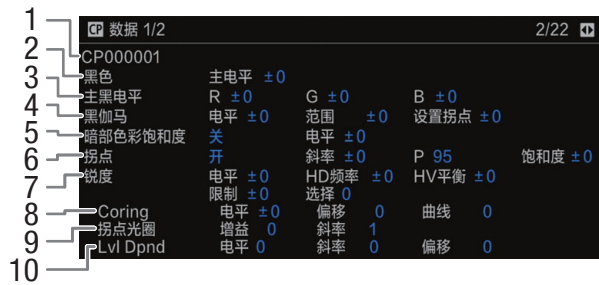 1
CP 数据 1/2 2/22
2
CP000001
3
黑色 主电平 ±0
主黑电平 R ±0 G ±0 B ±0
4
黑伽马 电平 ±0 范围 ±0 设置拐点 ±0
5
暗部色彩饱和度 关 电平 ±0
6
拐点 开 斜率 ±0 P 95 饱和度 ±0
7
锐度 电平 ±0 HD频率 ±0 HV平衡 ±0
限制 ±0 选择 0
8
Coring 电平 ±0 偏移 0 曲线 0
9
拐点光圈 增益 0 斜率 1
10
Lvl Dpnd 电平 0 斜率 0 偏移 0